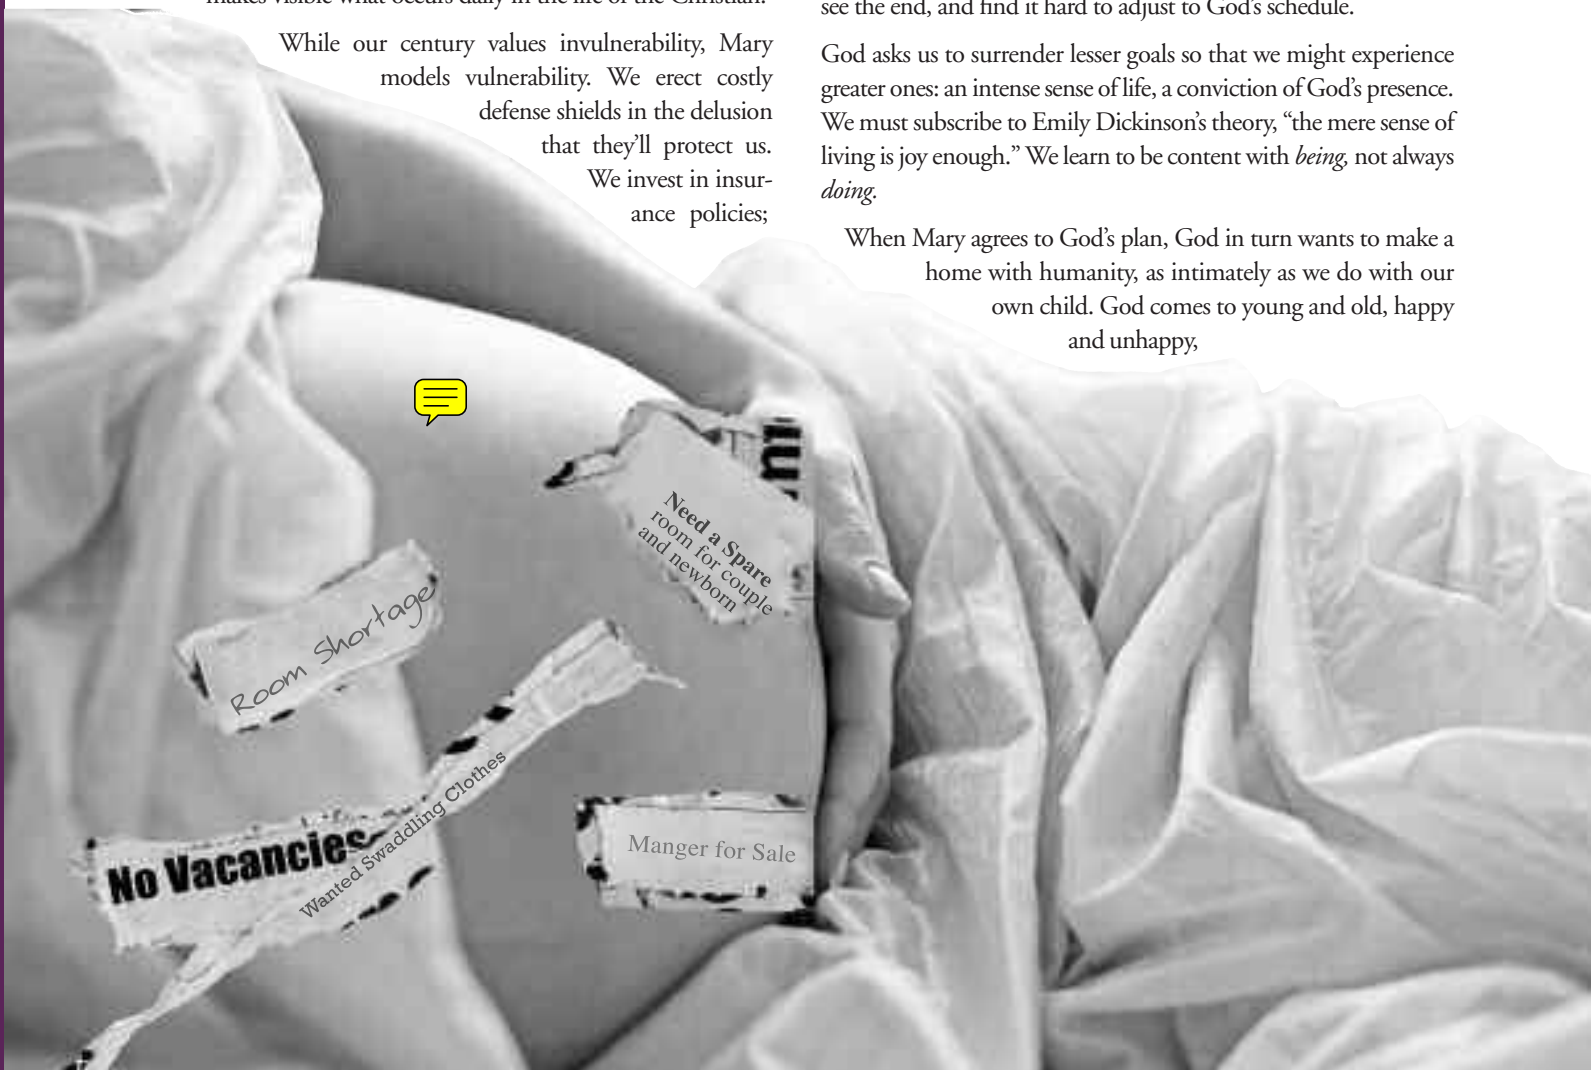 makes visible what occurs daily in the life of the Christian.
While our century values invulnerability, Mary
models vulnerability. We erect costly
defense shields in the delusion
that they’ll protect us.
We invest in insur-
ance policies;
see the end, and find it hard to adjust to God’s schedule.
God asks us to surrender lesser goals so that we might experience
greater ones: an intense sense of life, a conviction of God’s presence.
We must subscribe to Emily Dickinson’s theory, “the mere sense of
living is joy enough.” We learn to be content with being, not always
doing.
When Mary agrees to God’s plan, God in turn wants to make a
home with humanity, as intimately as we do with our
own child. God comes to young and old, happy
and unhappy,
Need a Spare
room for couple
and newborn
Room Shortage
Wanted Swaddling Clothes
No Vacancies
Manger for Sale